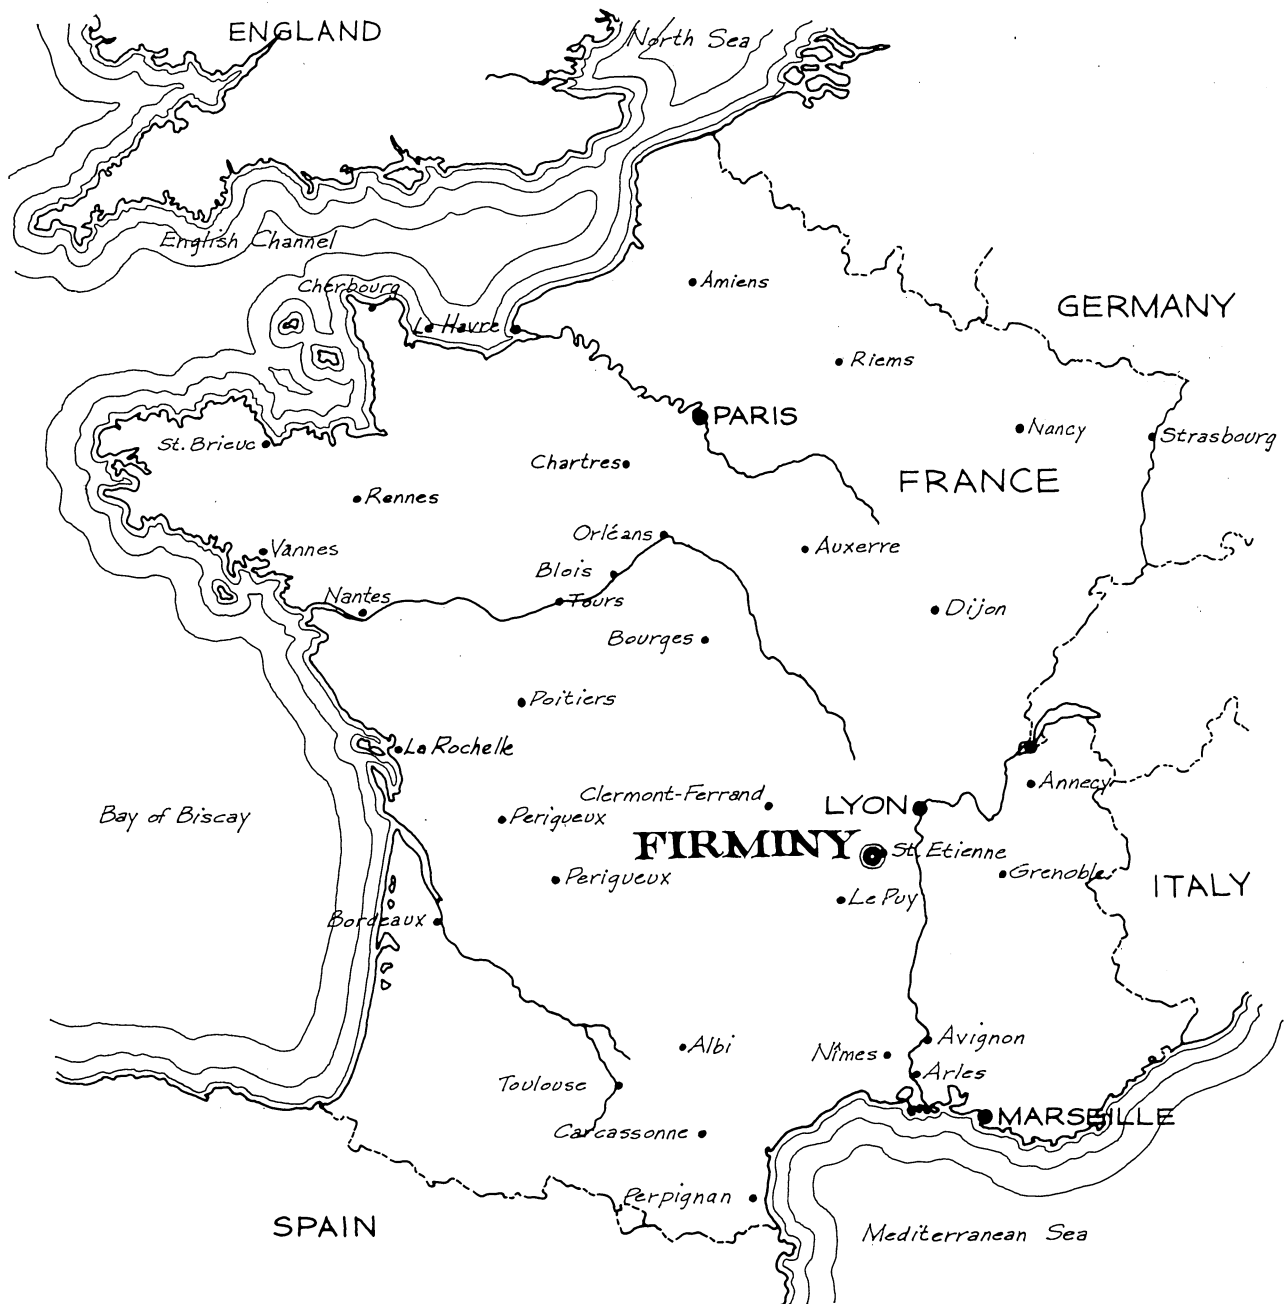 ENGLAND
North Sea
English Channel
Cherbourg
Amiens
GERMANY
Le Havre
Riems
PARIS
Nancy
Strasbourg
St. Brieuc
Chartres
FRANCE
Rennes
Orléans
Auxerre
Vannes
Blois
Nantes
Tours
Dijon
Bourges
Poitiers
La Rochelle
Annecy
Clermont-Ferrand
LYON
Bay of Biscay
Perigueux
FIRMINY
St. Etienne
Grenoble
Perigueux
ITALY
Le Puy
Bordeaux
Avignon
Albi
Nîmes
Arles
Toulouse
MARSEILLE
Carcassonne
Perpignan
SPAIN
Mediterranean Sea